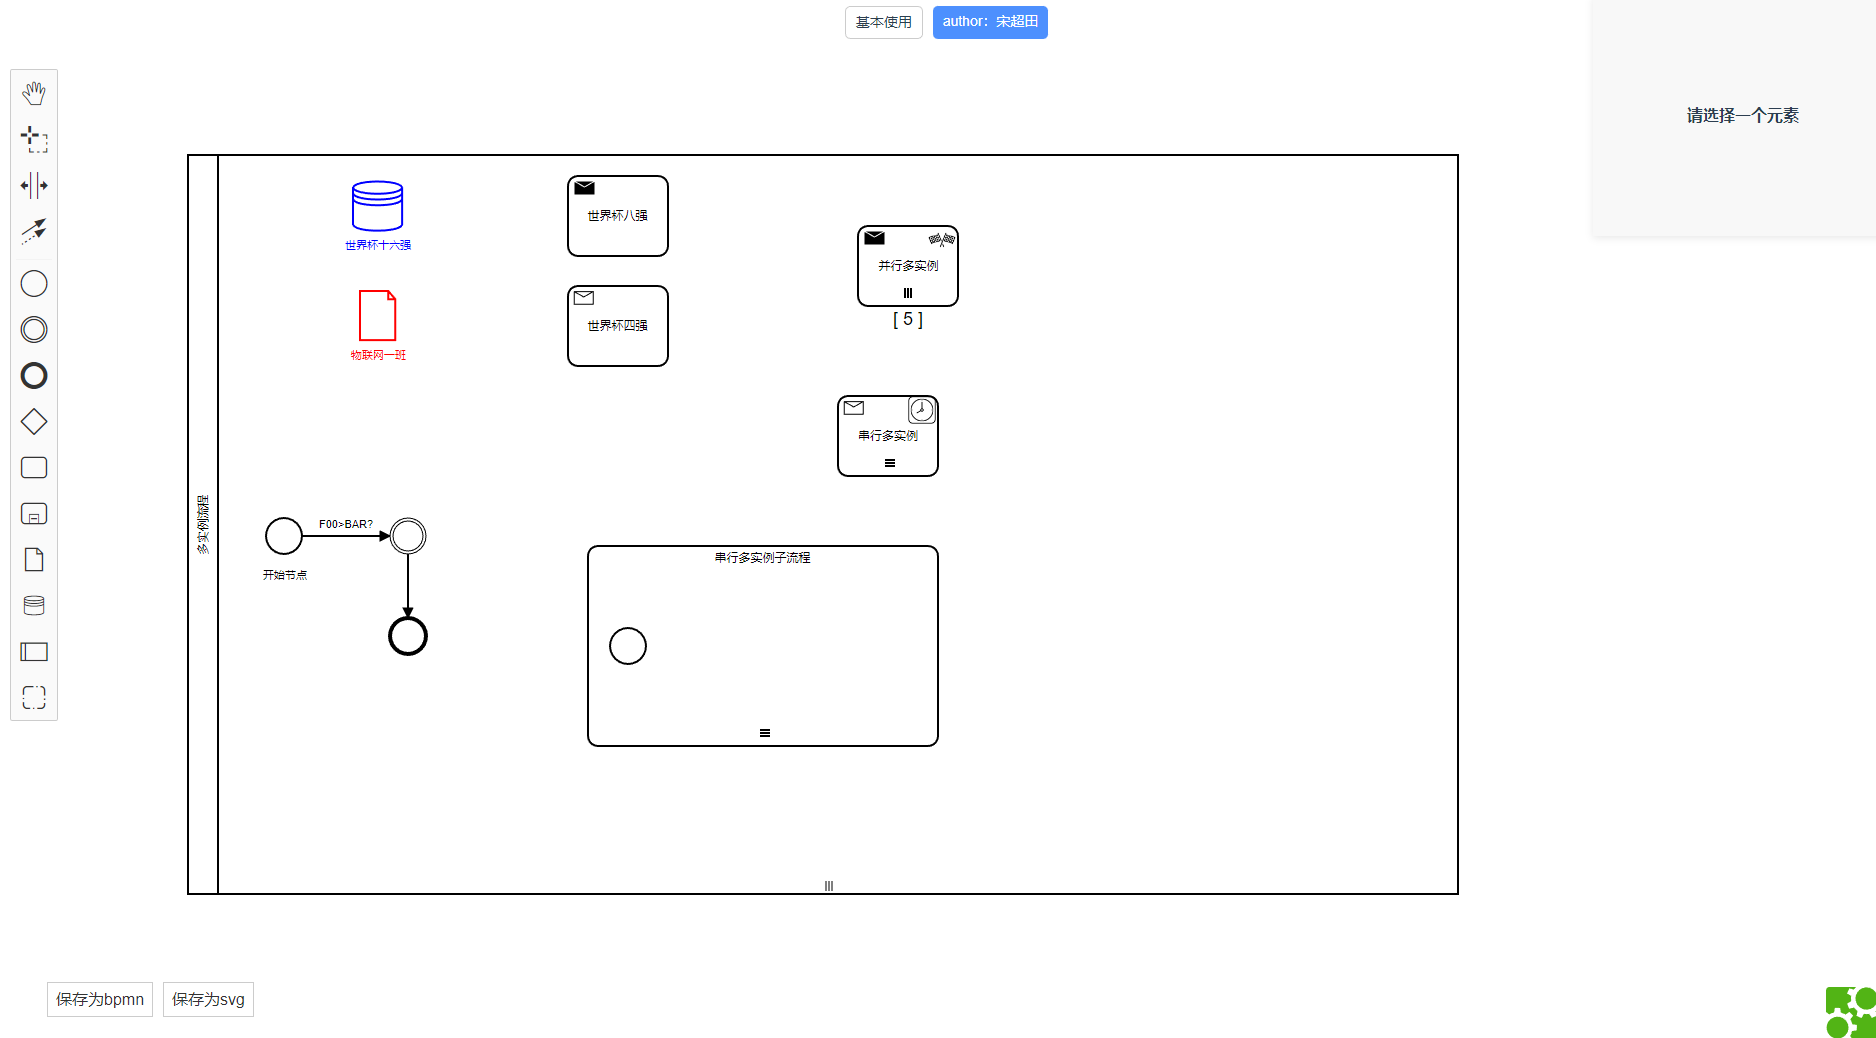 基本使用
author：宋超田
请选择一个元素
世界杯十六强
世界杯八强
并行多实例
[ 5 ]
物联网一班
世界杯四强
串行多实例
多实例流程
F00>BAR?
开始节点
串行多实例子流程
保存为bpmn
保存为svg